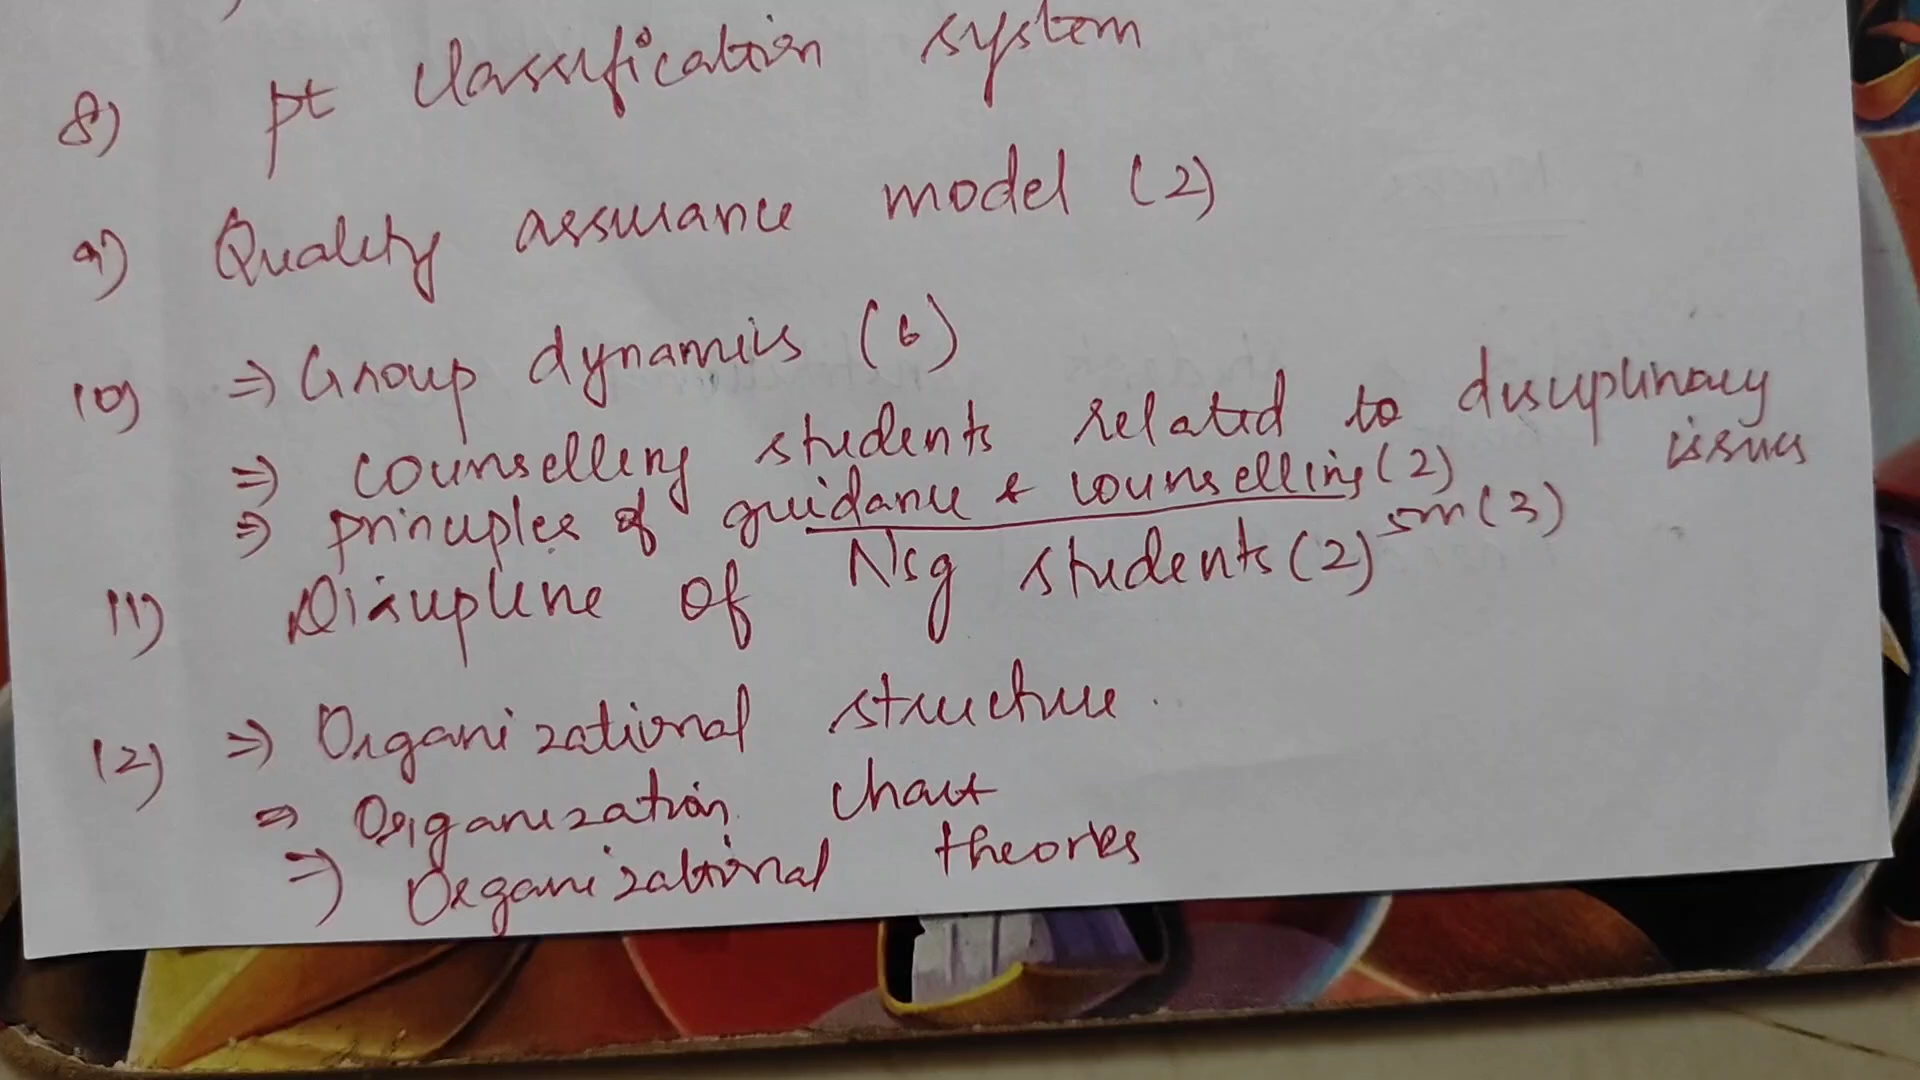 8) pt classification system
9) Quality assurance model (2)
10) ⇒ Group dynamics (6)
⇒ counselling students related to disciplinary issues
⇒ principles of guidance & counselling (2)
11) Discipline of Nsg students (2) 5m (3)
12) ⇒ Organizational structure.
⇒ Organization chart
⇒ Organizational theories